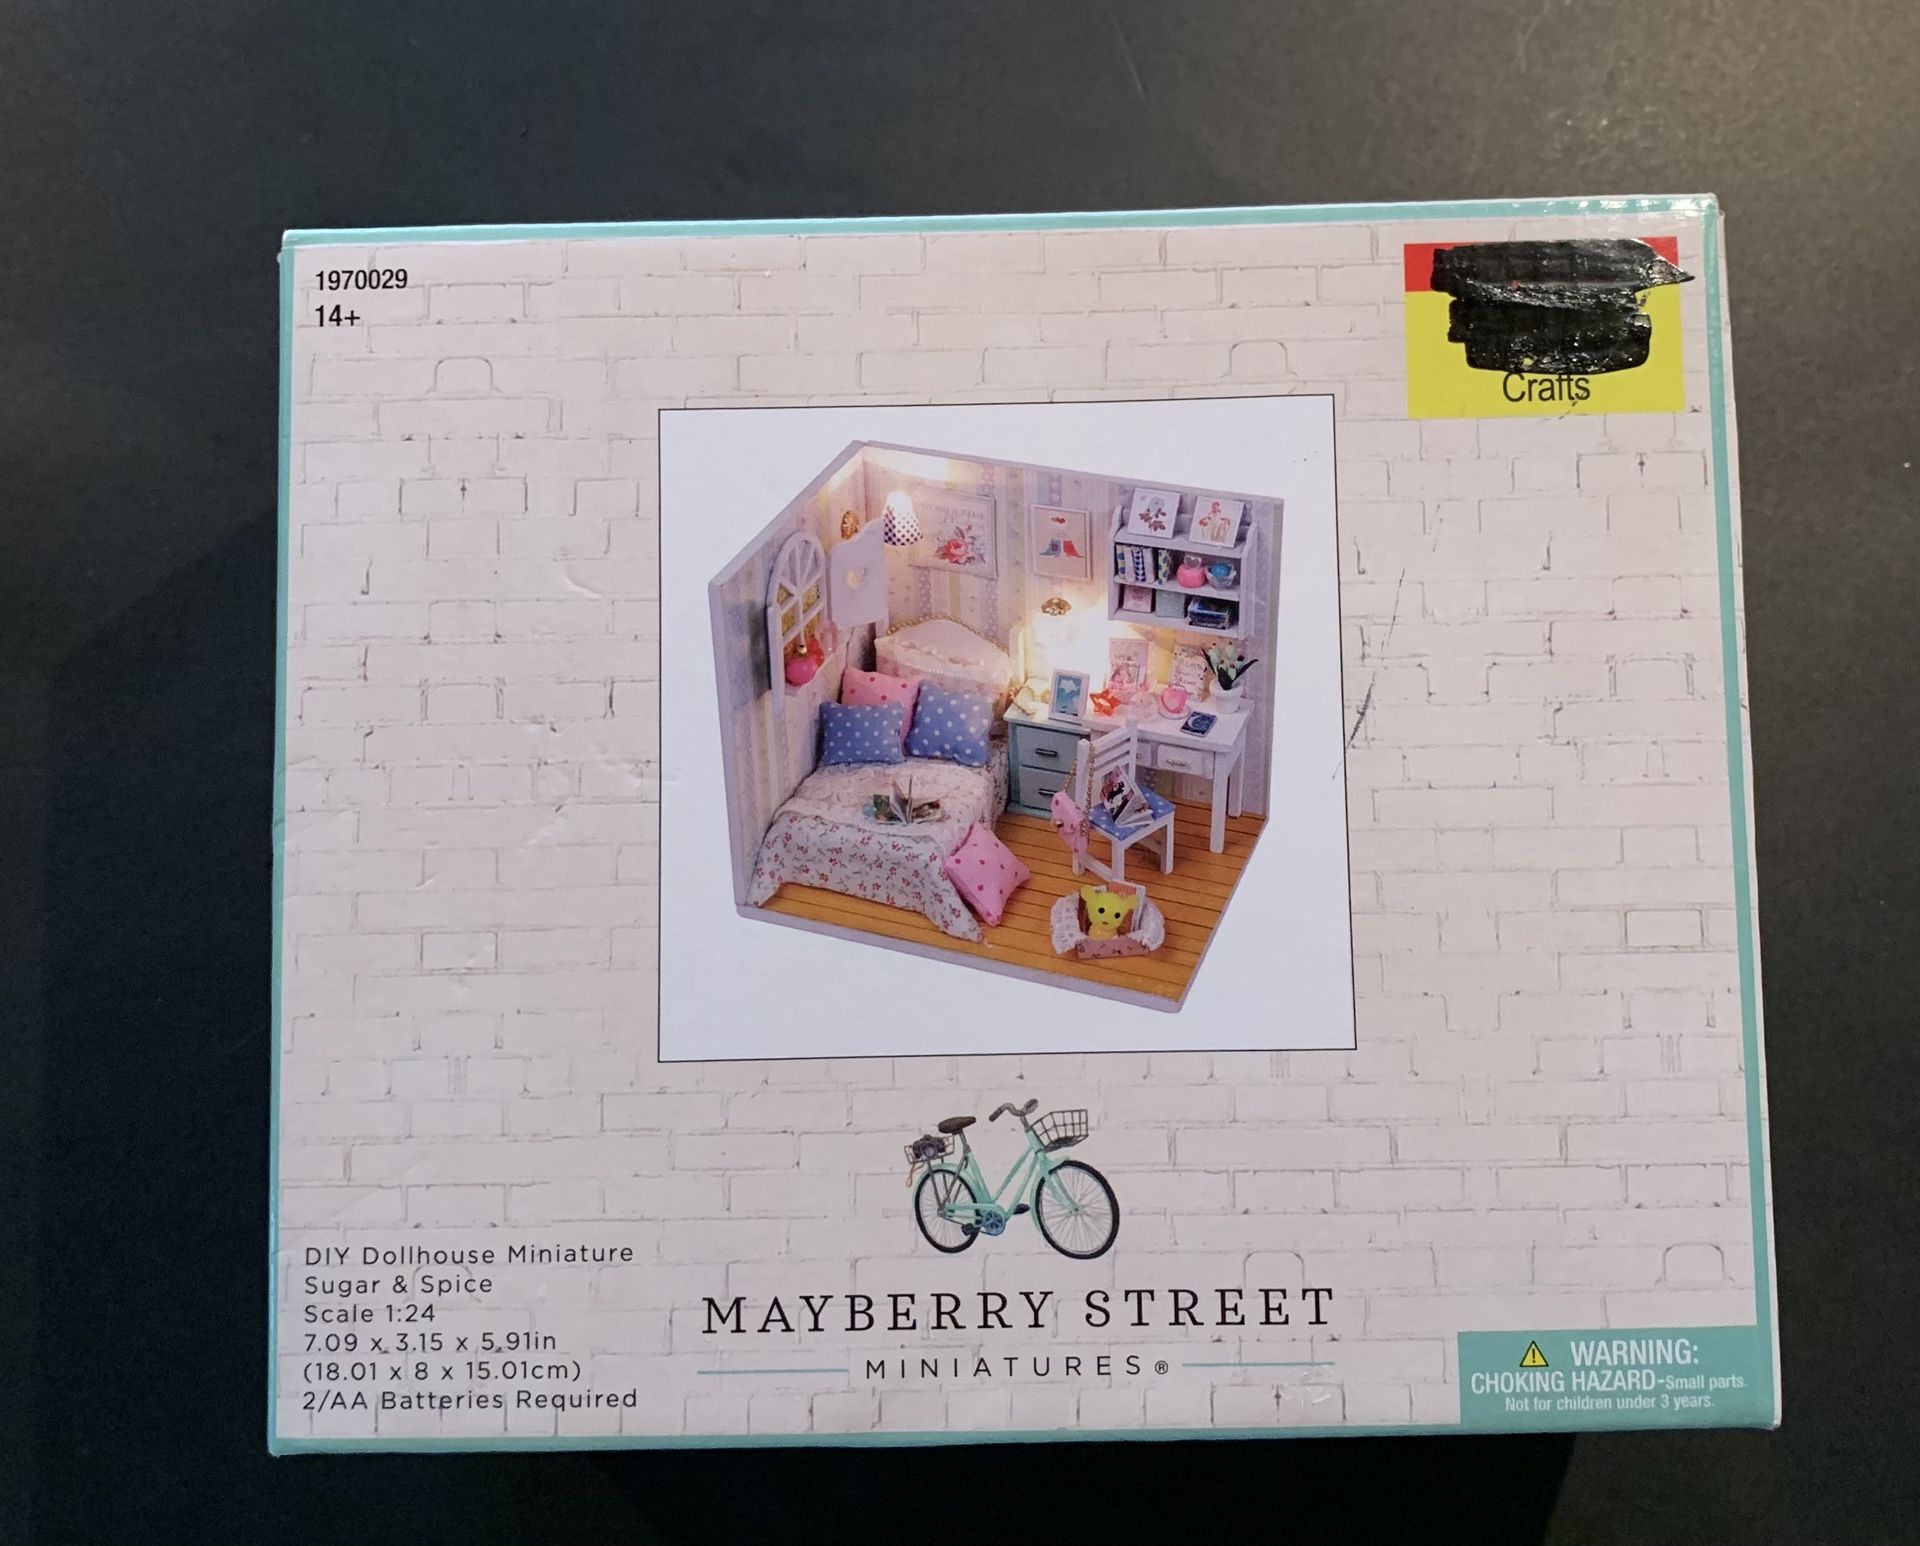 1970029
14+
Crafts
DIY Dollhouse Miniature
Sugar & Spice
Scale 1:24
7.09 x 3.15 x 5.91in
(18.01 x 8 x 15.01cm)
2/AA Batteries Required
MAYBERRY STREET
MINIATURES®
WARNING:
CHOKING HAZARD-Small parts.
Not for children under 3 years.